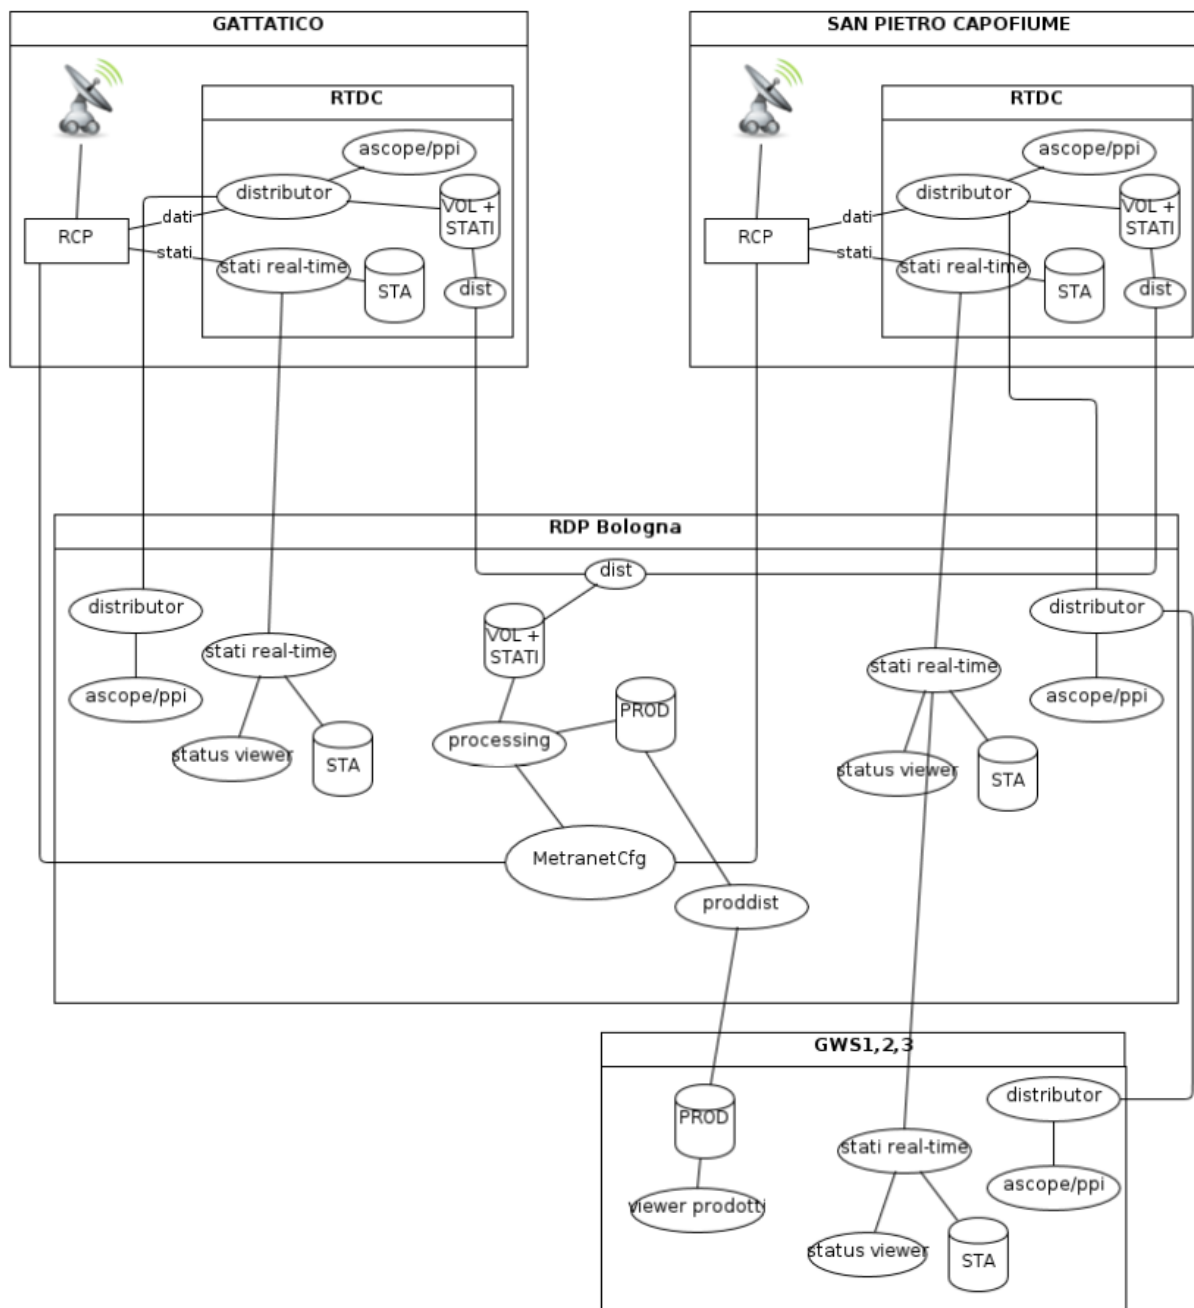 GATTATICO
RTDC
ascope/ppi
distributor
VOL +
STATI
dati
RCP
stati
stati real-time
STA
dist
SAN PIETRO CAPOFIUME
RTDC
ascope/ppi
distributor
VOL +
STATI
dati
RCP
stati
stati real-time
STA
dist
RDP Bologna
dist
distributor
ascope/ppi
stati real-time
status viewer
STA
VOL +
STATI
PROD
processing
MetranetCfg
proddist
stati real-time
status viewer
STA
distributor
ascope/ppi
GWS1,2,3
PROD
viewer prodotti
stati real-time
status viewer
STA
distributor
ascope/ppi